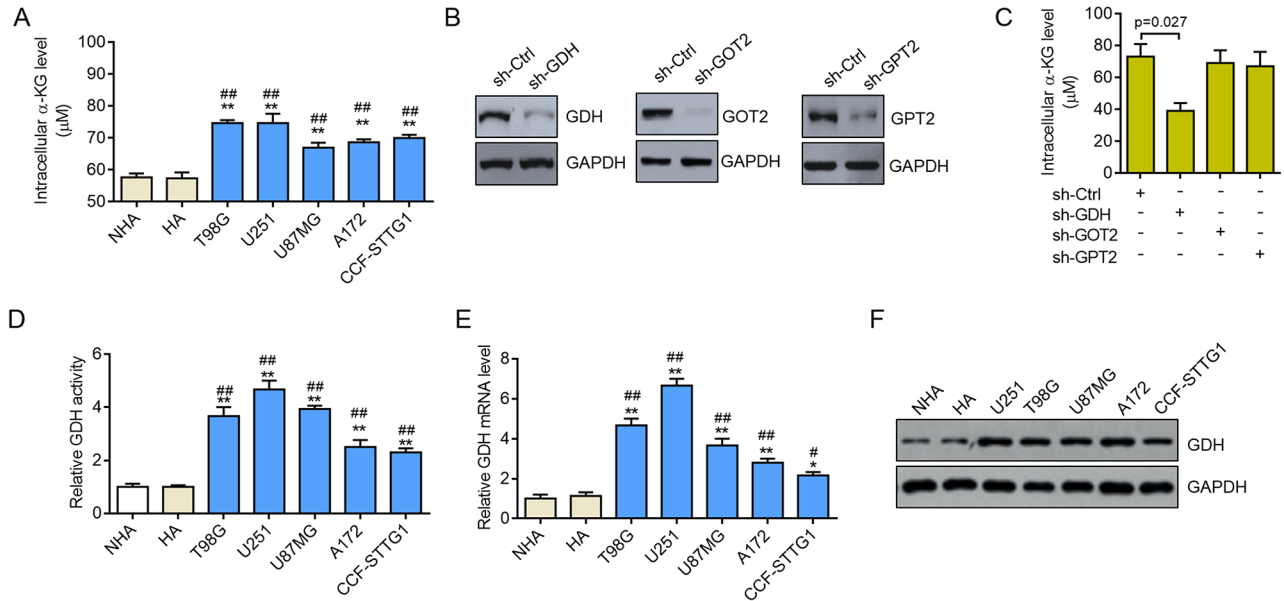 A
Intracellular α-KG level
(μM)
100
90
80
70
60
50
##
**
##
**
##
**
##
**
##
**
NHA
HA
T98G
U251
U87MG
A172
CCF-STTG1
B
sh-Ctrl
sh-GDH
GDH
GAPDH
sh-Ctrl
sh-GOT2
GOT2
GAPDH
sh-Ctrl
sh-GPT2
GPT2
GAPDH
C
Intracellular α-KG level
(μM)
100
80
60
40
20
0
p=0.027
sh-Ctrl + - - -
sh-GDH - + - -
sh-GOT2 - - + -
sh-GPT2 - - - +
D
Relative GDH activity
6
4
2
0
##
**
##
**
##
**
##
**
##
**
NHA
HA
T98G
U251
U87MG
A172
CCF-STTG1
E
Relative GDH mRNA level
8
6
4
2
0
##
**
##
**
##
**
##
**
#
*
NHA
HA
T98G
U251
U87MG
A172
CCF-STTG1
F
NHA
HA
U251
T98G
U87MG
A172
CCF-STTG1
GDH
GAPDH